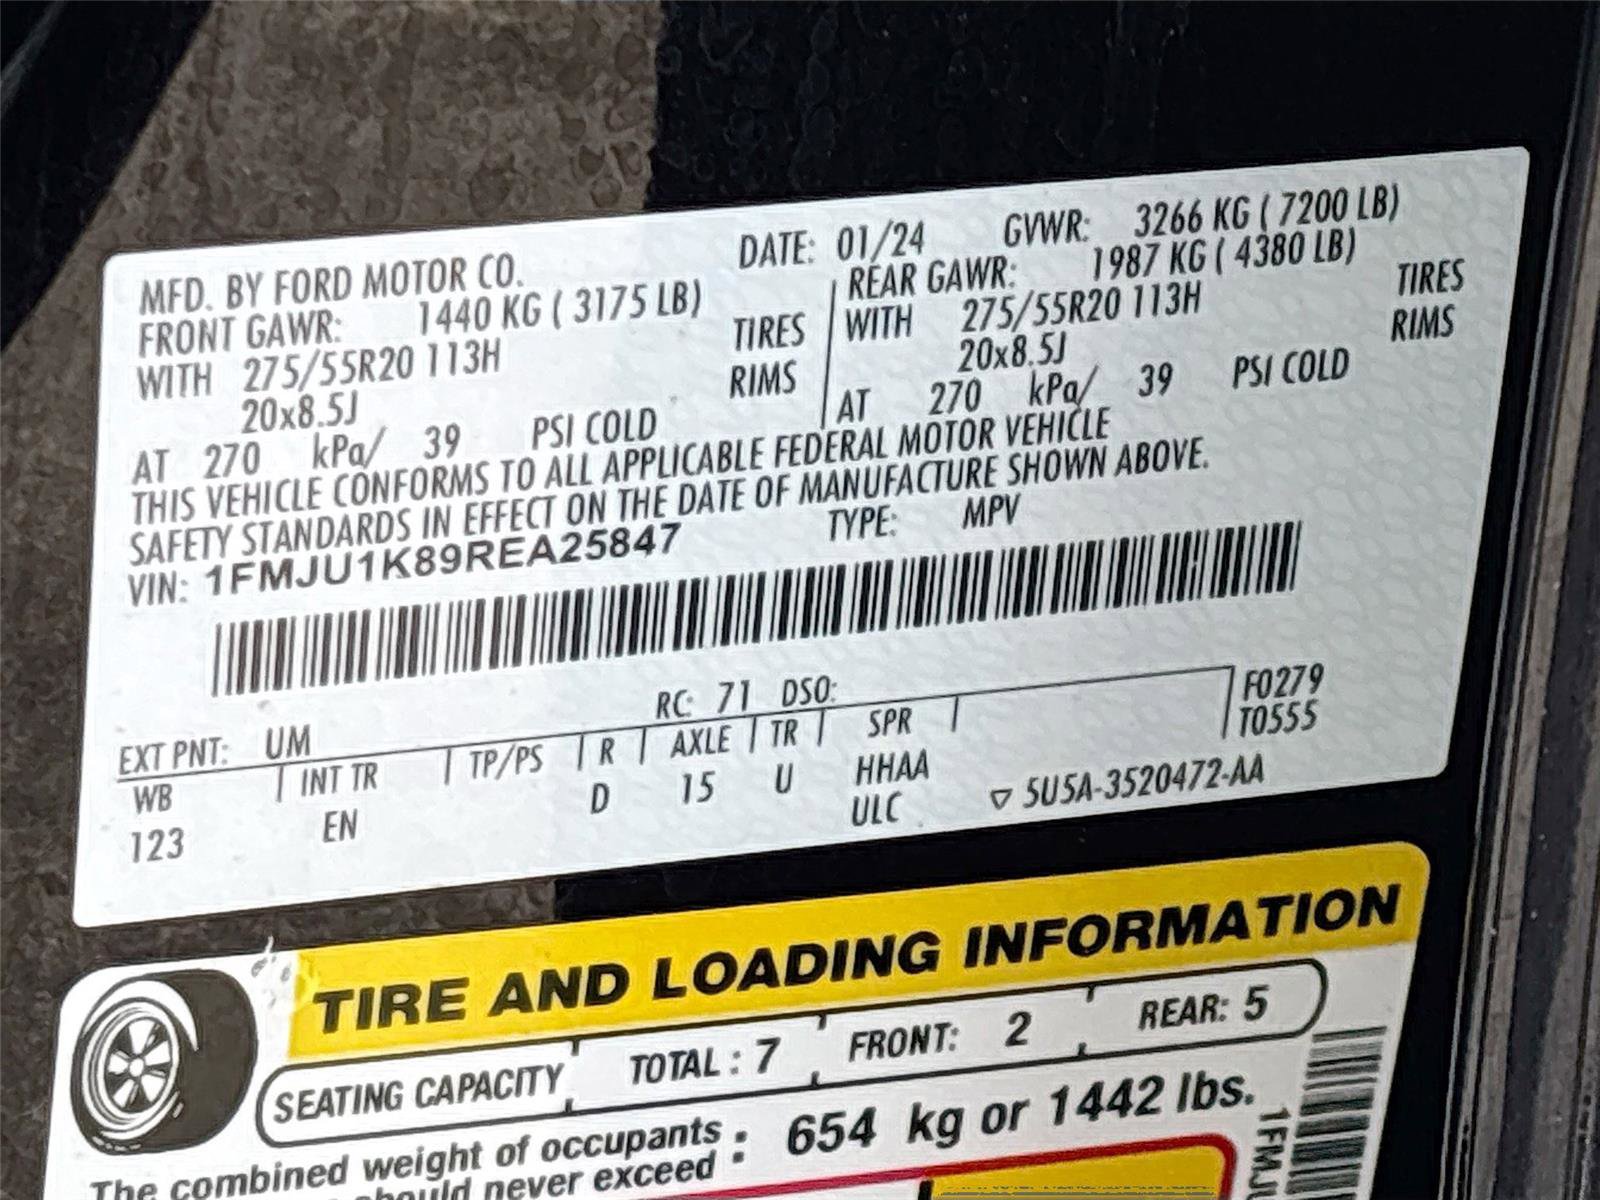 MFD. BY FORD MOTOR CO. DATE: 01/24 GVWR: 3266 KG ( 7200 LB)
FRONT GAWR: 1440 KG ( 3175 LB) REAR GAWR: 1987 KG ( 4380 LB)
WITH 275/55R20 113H TIRES WITH 275/55R20 113H TIRES
20x8.5J RIMS 20x8.5J RIMS
AT 270 kPa/ 39 PSI COLD AT 270 kPa/ 39 PSI COLD
THIS VEHICLE CONFORMS TO ALL APPLICABLE FEDERAL MOTOR VEHICLE
SAFETY STANDARDS IN EFFECT ON THE DATE OF MANUFACTURE SHOWN ABOVE.
VIN: 1FMJU1K89REA25847 TYPE: MPV
EXT PNT: UM RC: 71 DSO: F0279
WB INT TR TP/PS R AXLE TR SPR T0555
123 EN D 15 U HHAA
ULC ▽ 5U5A-3520472-AA
TIRE AND LOADING INFORMATION
SEATING CAPACITY TOTAL : 7 FRONT: 2 REAR: 5
The combined weight of occupants : 654 kg or 1442 lbs.
should never exceed
1FMJU